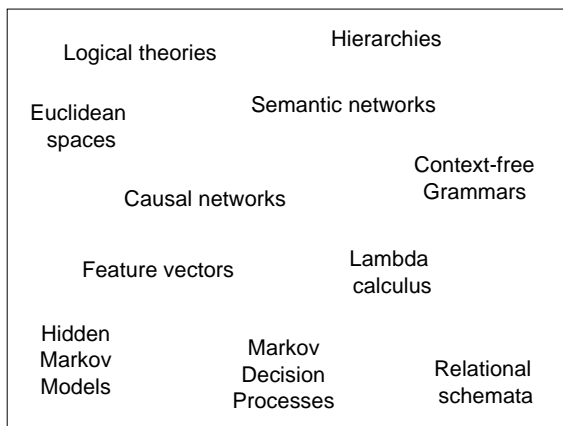 Logical theories
Hierarchies
Euclidean
spaces
Semantic networks
Context-free
Grammars
Causal networks
Feature vectors
Lambda
calculus
Hidden
Markov
Models
Markov
Decision
Processes
Relational
schemata